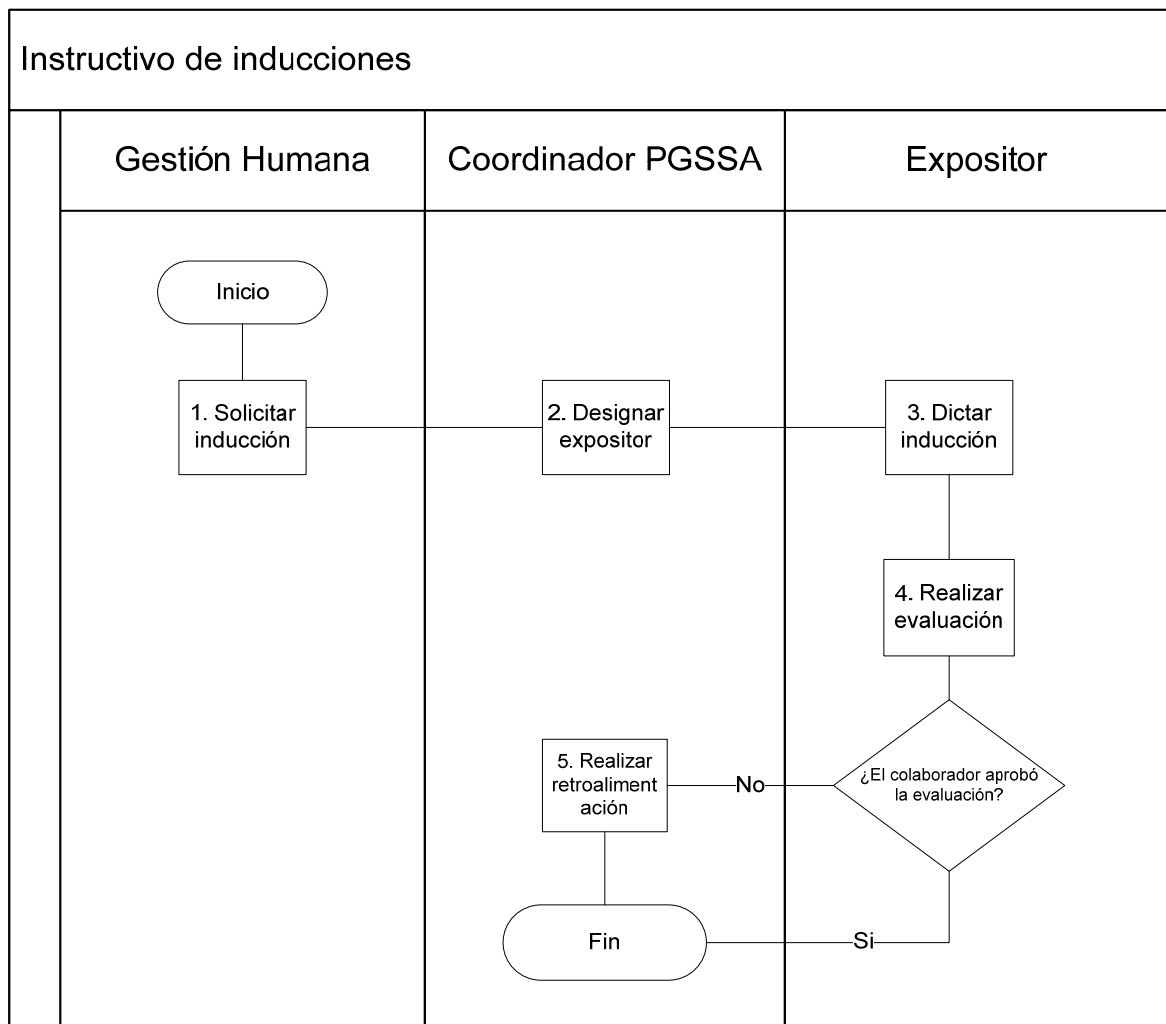 Instructivo de inducciones
Gestión Humana
Coordinador PGSSA
Expositor
Inicio
1. Solicitar
inducción
2. Designar
expositor
3. Dictar
inducción
4. Realizar
evaluación
¿El colaborador aprobó
la evaluación?
No
5. Realizar
retroaliment
ación
Si
Fin